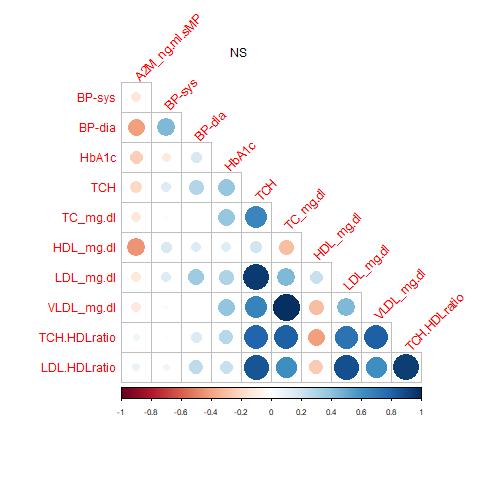 NS
A2M_ng.ml.sMP
BP-sys
BP-dia
HbA1c
TCH
TC_mg.dl
HDL_mg.dl
LDL_mg.dl
VLDL_mg.dl
TCH.HDLratio
BP-sys
BP-dia
HbA1c
TCH
TC_mg.dl
HDL_mg.dl
LDL_mg.dl
VLDL_mg.dl
TCH.HDLratio
LDL.HDLratio
-1 -0.8 -0.6 -0.4 -0.2 0 0.2 0.4 0.6 0.8 1